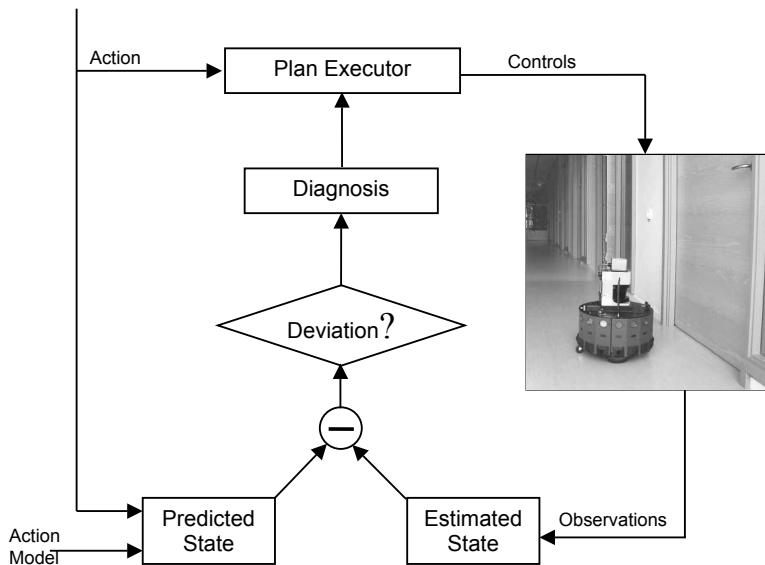 Action
Plan Executor
Controls
Diagnosis
Deviation?
−
Predicted
State
Estimated
State
Observations
Action
Model